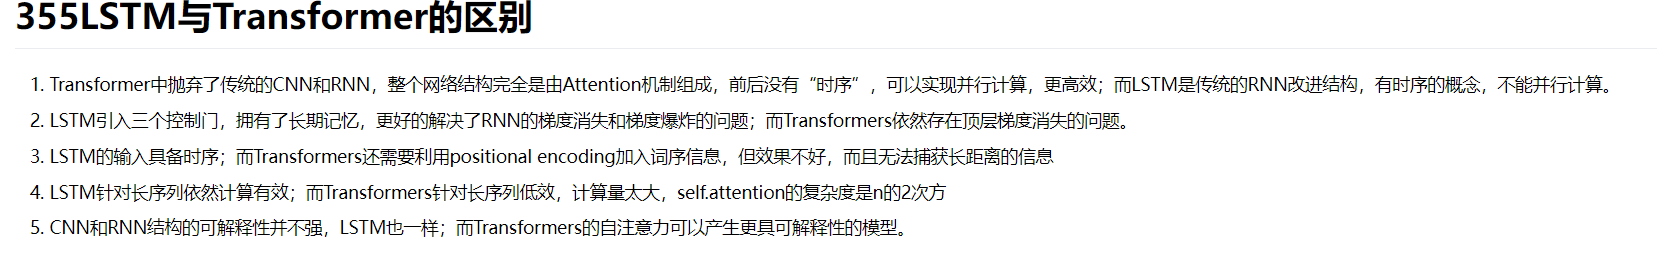 355LSTM与Transformer的区别
1. Transformer中抛弃了传统的CNN和RNN，整个网络结构完全是由Attention机制组成，前后没有“时序”，可以实现并行计算，更高效；而LSTM是传统的RNN改进结构，有时序的概念，不能并行计算。
2. LSTM引入三个控制门，拥有了长期记忆，更好的解决了RNN的梯度消失和梯度爆炸的问题；而Transformers依然存在顶层梯度消失的问题。
3. LSTM的输入具备时序；而Transformers还需要利用positional encoding加入词序信息，但效果不好，而且无法捕获长距离的信息
4. LSTM针对长序列依然计算有效；而Transformers针对长序列低效，计算量太大，self.attention的复杂度是n的2次方
5. CNN和RNN结构的可解释性并不强，LSTM也一样；而Transformers的自注意力可以产生更具可解释性的模型。